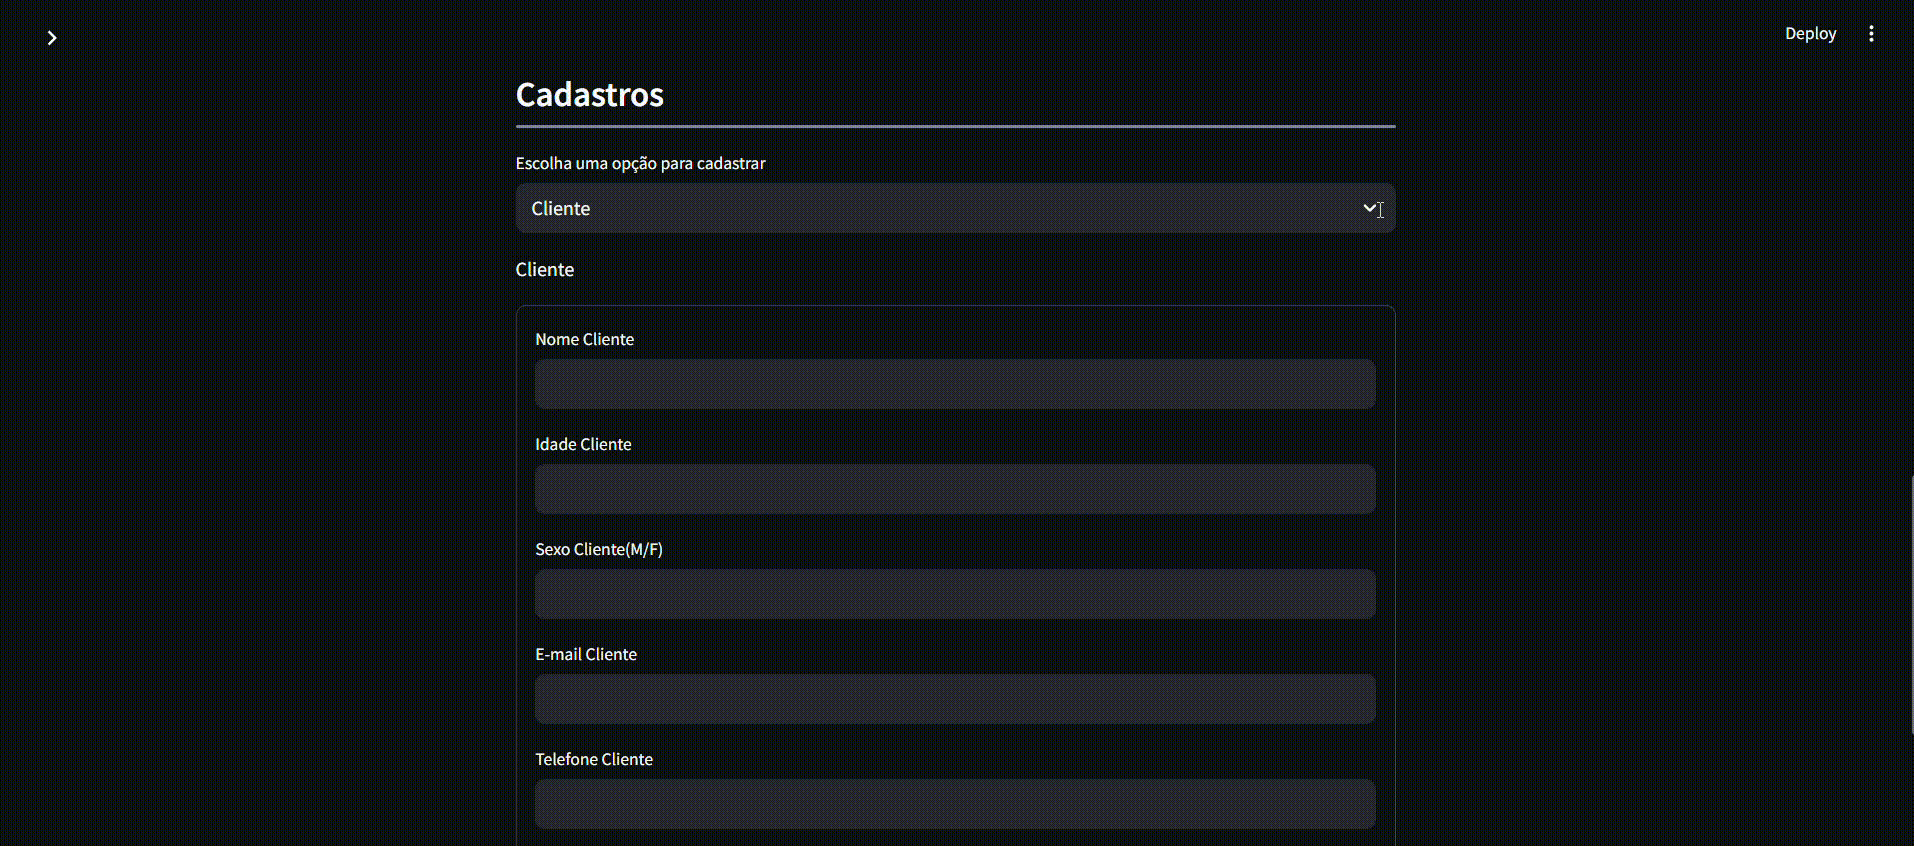 Deploy
Cadastros
Escolha uma opção para cadastrar
Cliente
Cliente
Nome Cliente
Idade Cliente
Sexo Cliente(M/F)
E-mail Cliente
Telefone Cliente